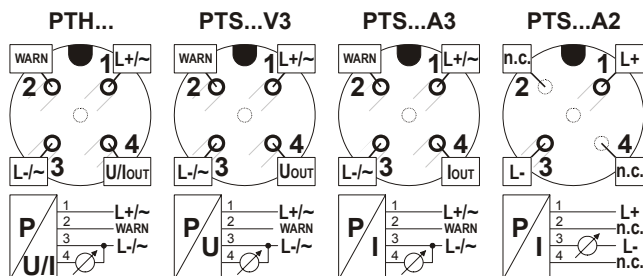 PTH... PTS...V3 PTS...A3 PTS...A2
WARN L+/~ WARN L+/~ WARN L+/~ n.c. L+
2 1 2 1 2 1 2 1
3 4 3 4 3 4 3 4
L-/~ U/IOUT L-/~ UOUT L-/~ IOUT L- n.c.
P U/I
1 L+/~
2 WARN
3 L-/~
4
P U
1 L+/~
2 WARN
3 L-/~
4
P I
1 L+/~
2 WARN
3 L-/~
4
P I
1 L+
2 n.c.
3 L-
4 n.c.